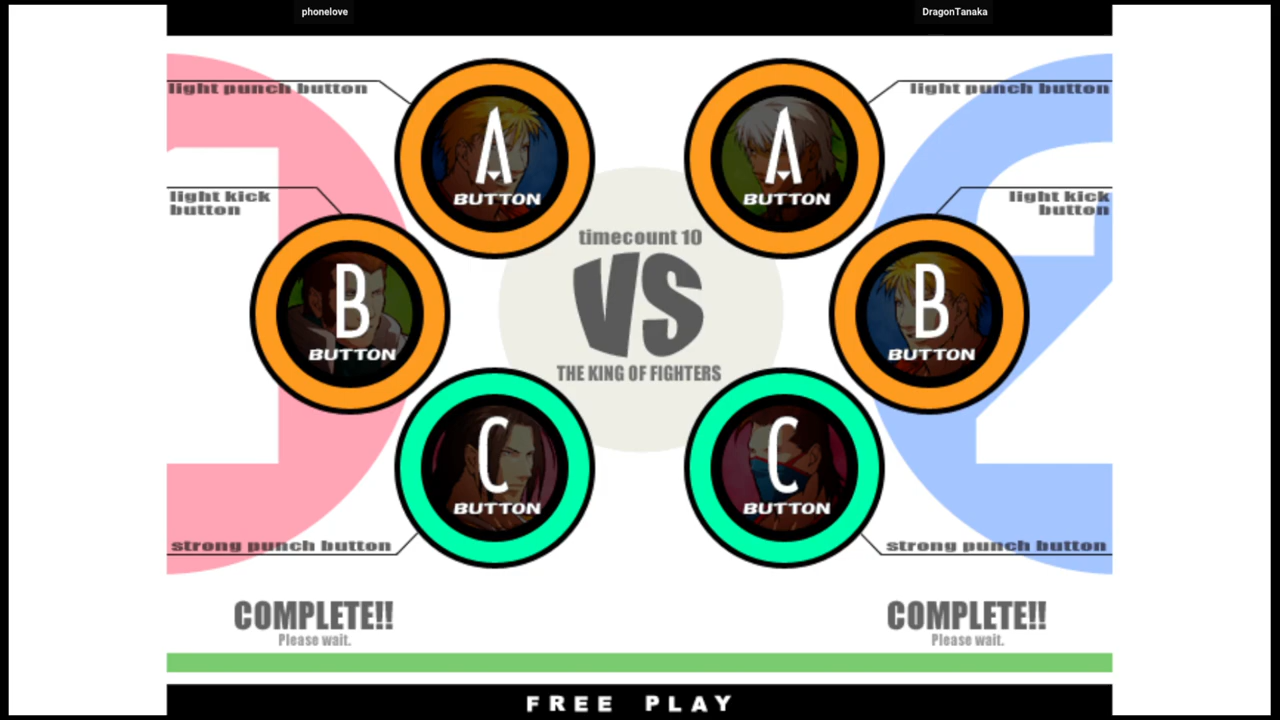 phonelove
DragonTanaka
light punch button
light punch button
A
BUTTON
A
BUTTON
light kick
button
light kick
button
timecount 10
VS
THE KING OF FIGHTERS
B
BUTTON
B
BUTTON
C
BUTTON
C
BUTTON
strong punch button
strong punch button
COMPLETE!!
Please wait.
COMPLETE!!
Please wait.
FREE PLAY